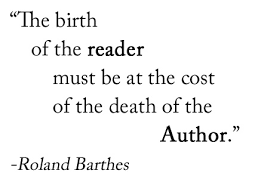 “The birth
of the reader
must be at the cost
of the death of the
Author.”
-Roland Barthes